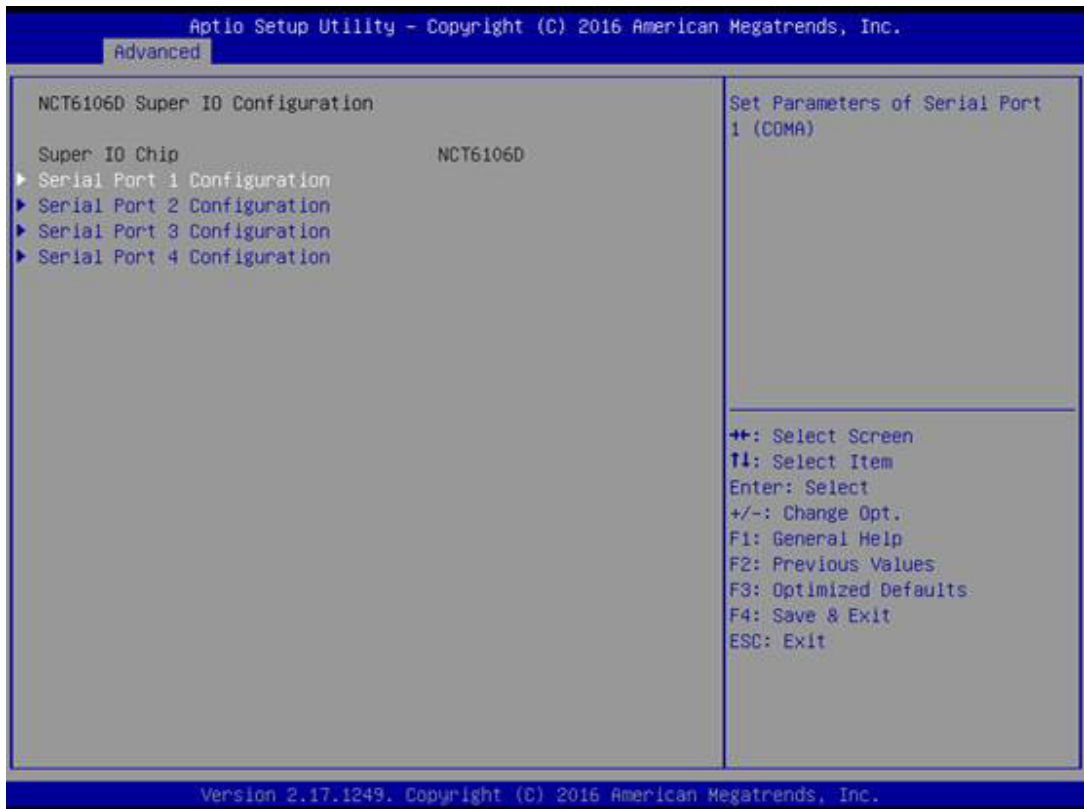 Aptio Setup Utility – Copyright (C) 2016 American Megatrends, Inc.
Advanced
NCT6106D Super IO Configuration
Super IO Chip NCT6106D
Serial Port 1 Configuration
Serial Port 2 Configuration
Serial Port 3 Configuration
Serial Port 4 Configuration
Set Parameters of Serial Port
1 (COMA)
→←: Select Screen
↑↓: Select Item
Enter: Select
+/-: Change Opt.
F1: General Help
F2: Previous Values
F3: Optimized Defaults
F4: Save & Exit
ESC: Exit
Version 2.17.1249. Copyright (C) 2016 American Megatrends, Inc.